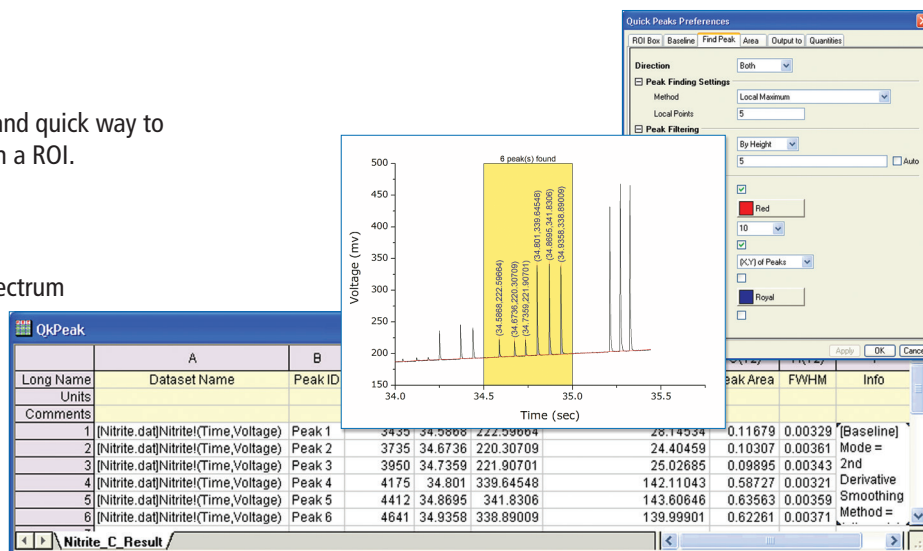 and quick way to
n a ROI.
ectrum
Quick Peaks Preferences
ROI Box Baseline Find Peak Area Output to Quantities
Direction Both
Peak Finding Settings
Method Local Maximum
Local Points 5
Peak Filtering
By Height
5 Auto
Red
10
(X,Y) of Peaks
Royal
Apply OK Cance
6 peak(s) found
500
450
400
350
300
250
200
150
Voltage (mv)
(34.5868,222.59664)
(34.6736,220.30709)
(34.7359,221.90701)
(34.801,339.64548)
(34.8695,341.8306)
(34.9358,338.89009)
34.0 34.5 35.0 35.5
Time (sec)
QkPeak
A B
Long Name Dataset Name Peak ID eak Area FWHM Info
Units
Comments
1 [Nitrite.dat]Nitrite!(Time,Voltage) Peak 1 3435 34.5868 222.59664 28.14534 0.11679 0.00329 [Baseline]
2 [Nitrite.dat]Nitrite!(Time,Voltage) Peak 2 3735 34.6736 220.30709 24.40459 0.10307 0.00361 Mode =
3 [Nitrite.dat]Nitrite!(Time,Voltage) Peak 3 3950 34.7359 221.90701 25.02685 0.09895 0.00343 2nd
4 [Nitrite.dat]Nitrite!(Time,Voltage) Peak 4 4175 34.801 339.64548 142.11043 0.58727 0.00321 Derivative
5 [Nitrite.dat]Nitrite!(Time,Voltage) Peak 5 4412 34.8695 341.8306 143.60646 0.63563 0.00359 Smoothing
6 [Nitrite.dat]Nitrite!(Time,Voltage) Peak 6 4641 34.9358 338.89009 139.99901 0.62261 0.00371 Method =
Nitrite_C_Result